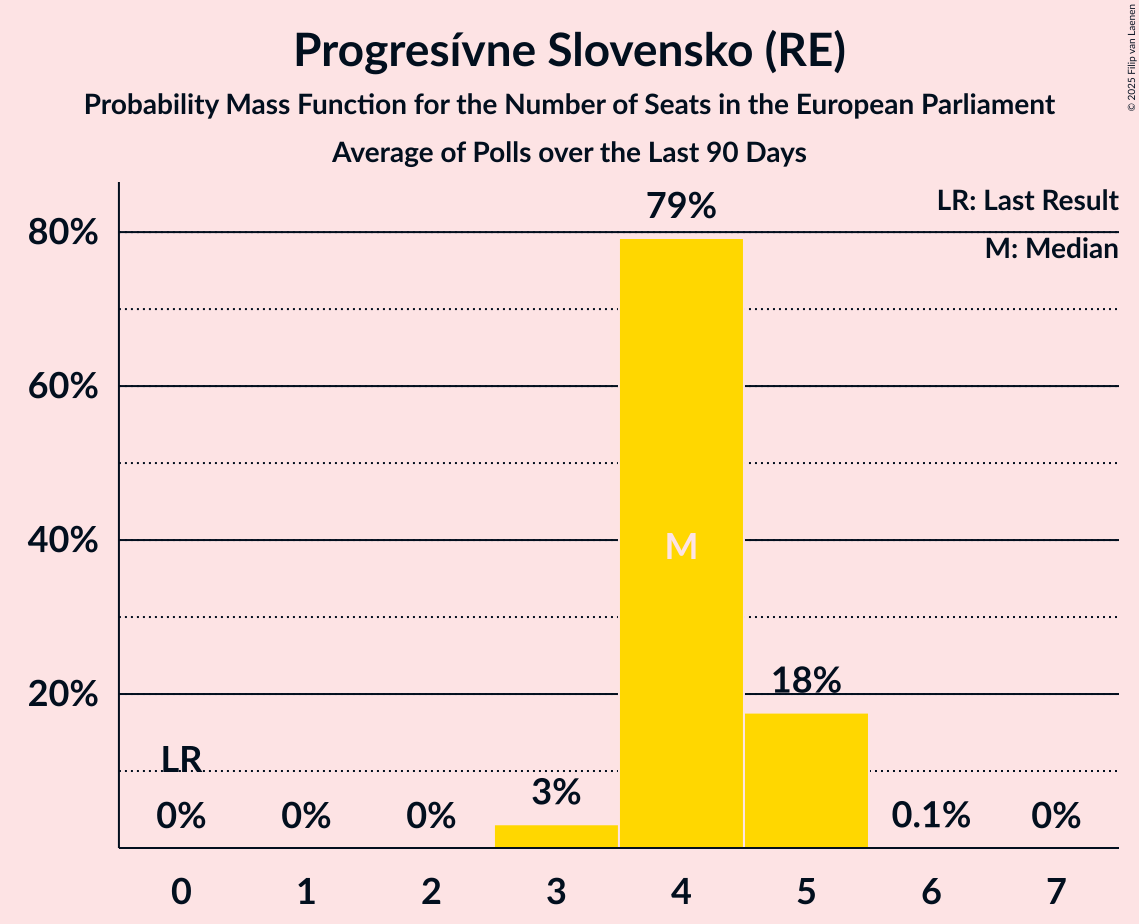 Progresívne Slovensko (RE)
Probability Mass Function for the Number of Seats in the European Parliament
Average of Polls over the Last 90 Days
© 2025 Filip van Laenen
LR: Last Result
M: Median
80%
60%
40%
20%
LR
0%
0%
0%
3%
79%
M
18%
0.1%
0%
0 1 2 3 4 5 6 7